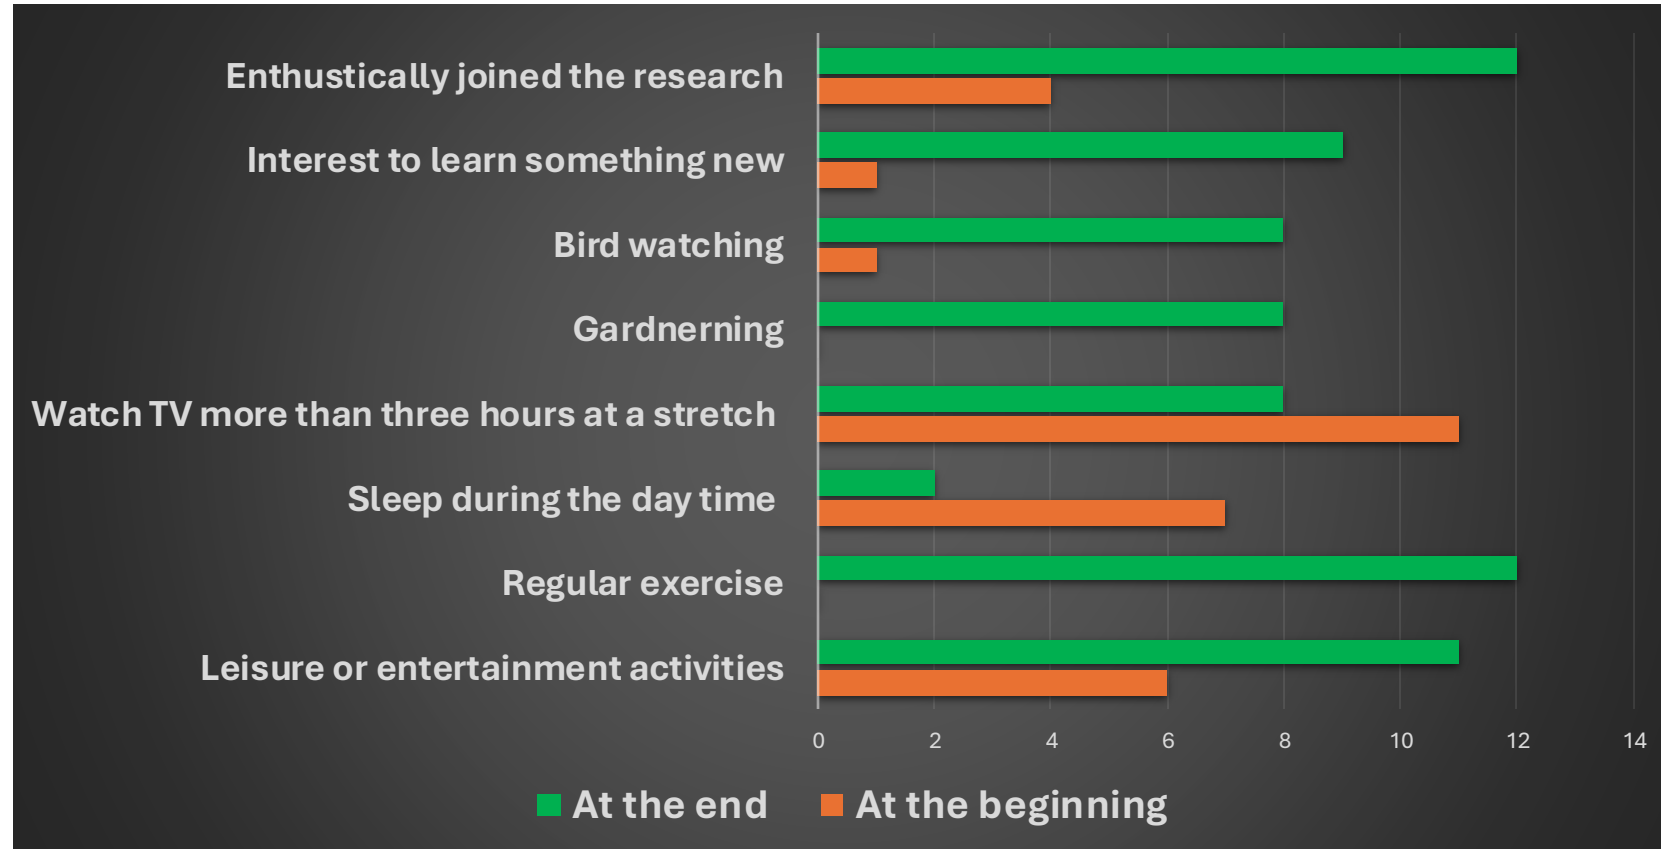 Enthustically joined the research
Interest to learn something new
Bird watching
Gardnerning
Watch TV more than three hours at a stretch
Sleep during the day time
Regular exercise
Leisure or entertainment activities
0 2 4 6 8 10 12 14
At the end At the beginning